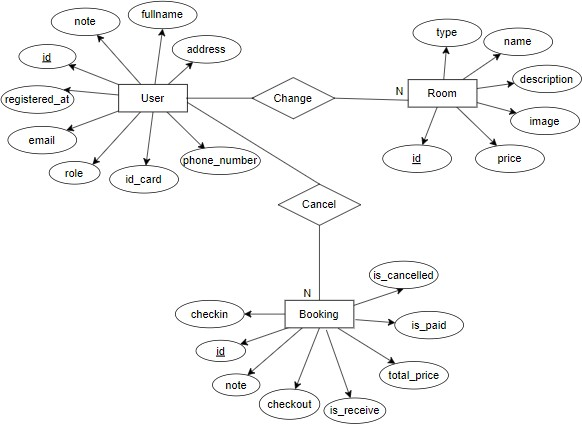 note
fullname
address
id
User
registered_at
email
role
id_card
phone_number
Change
N
Room
type
name
description
image
price
id
Cancel
N
Booking
is_cancelled
is_paid
total_price
is_receive
checkout
note
id
checkin